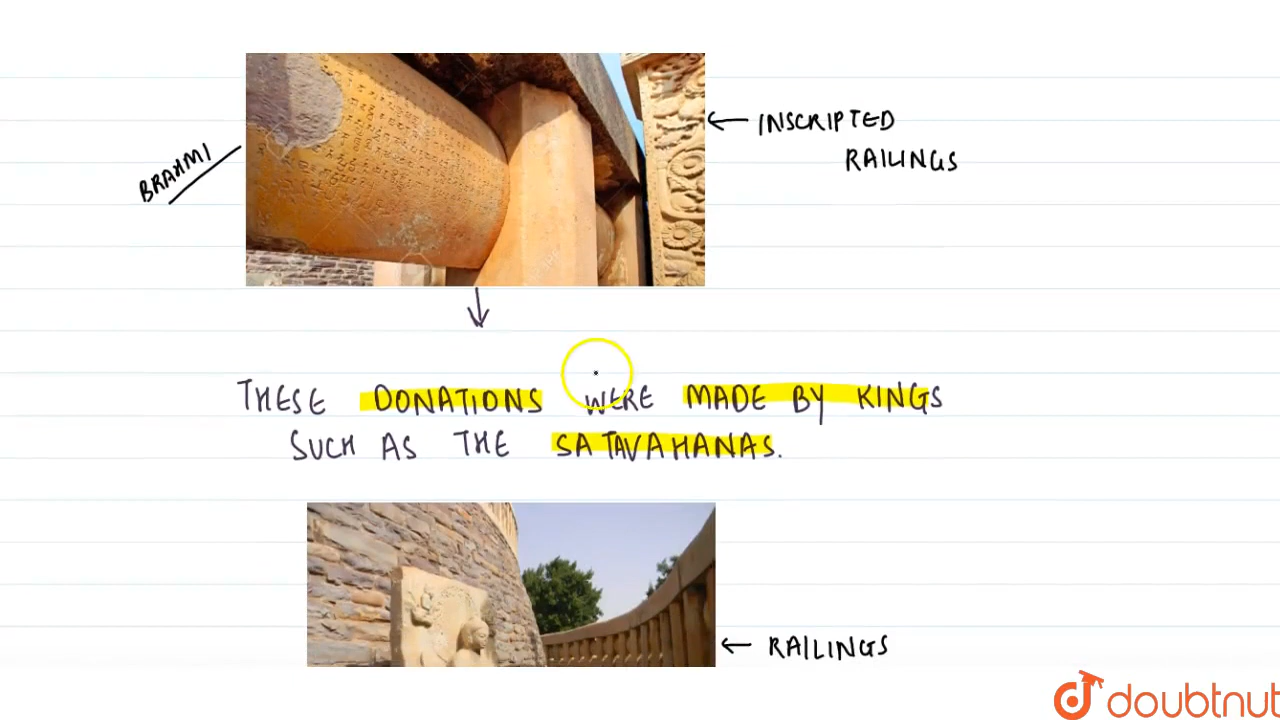 INSCRIPTED
RAILINGS
BRAHMI
THESE DONATIONS WERE MADE BY KINGS
SUCH AS THE SATAVAHANAS.
RAILINGS
doubtnut